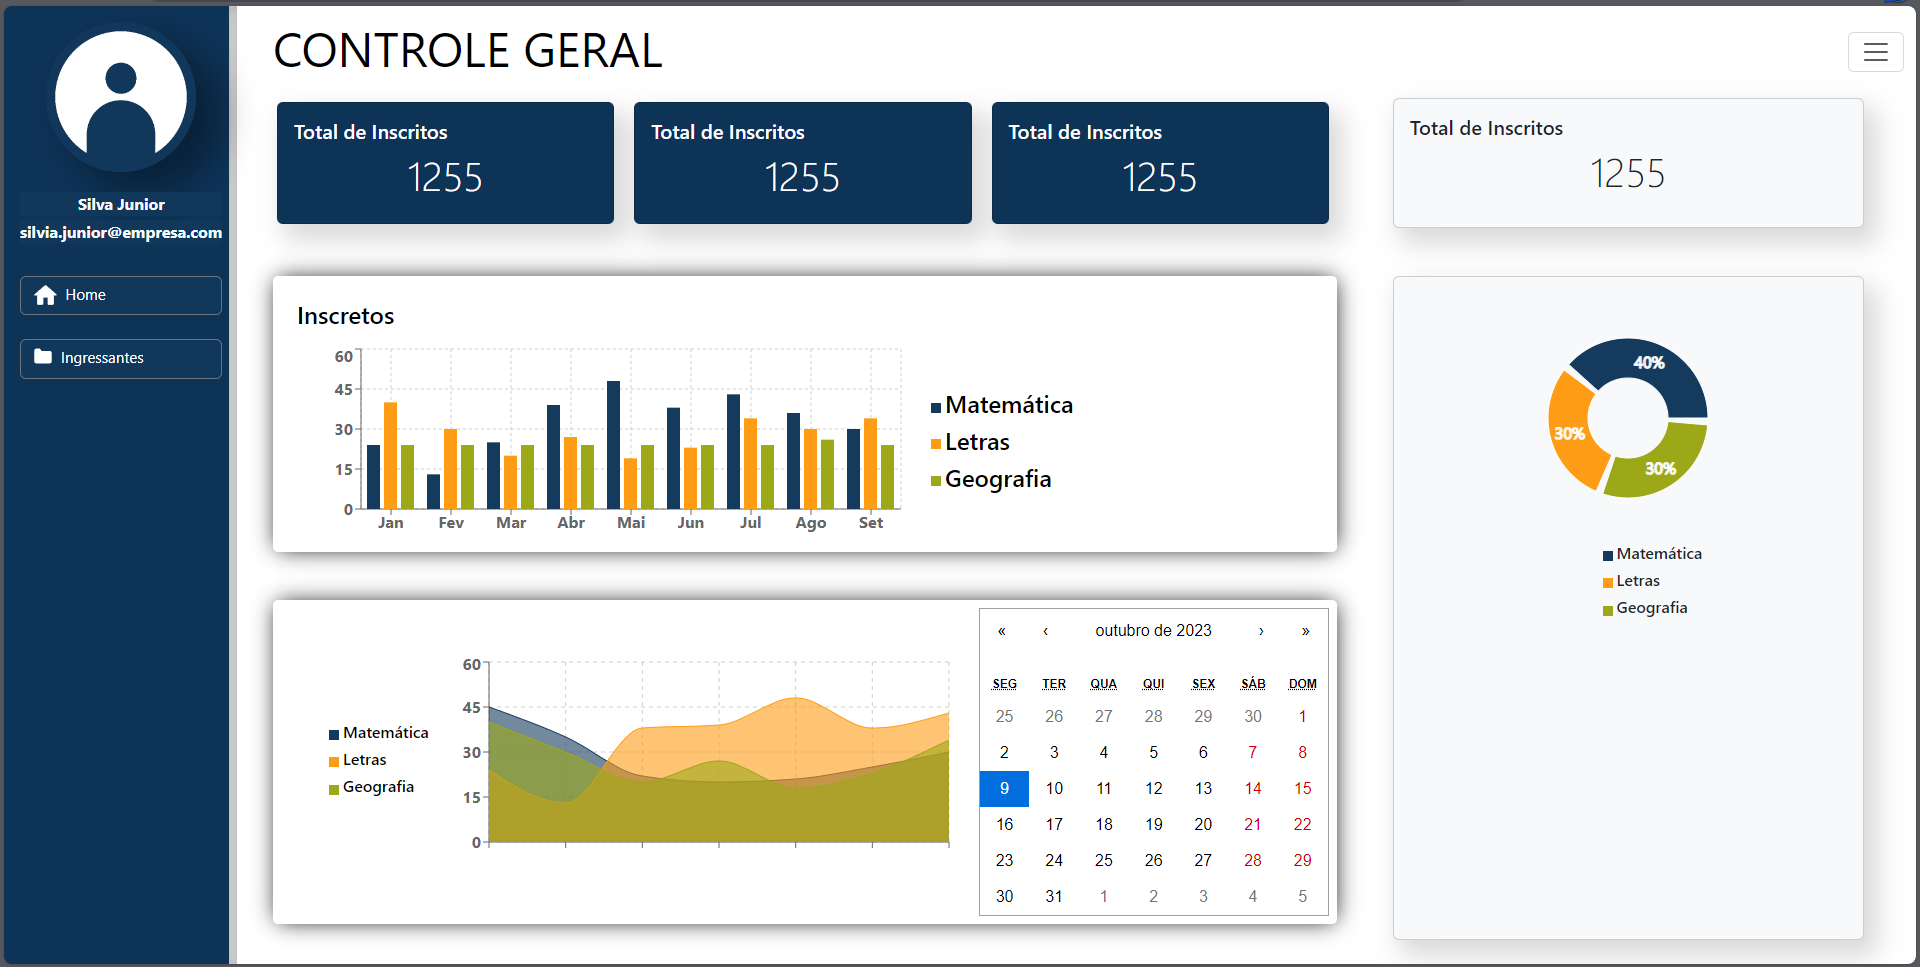 Silva Junior
silvia.junior@empresa.com
Home
Ingressantes
CONTROLE GERAL
Total de Inscritos
1255
Total de Inscritos
1255
Total de Inscritos
1255
Total de Inscritos
1255
Inscretos
60
45
30
15
0
Jan Fev Mar Abr Mai Jun Jul Ago Set
Matemática
Letras
Geografia
40%
30%
30%
Matemática
Letras
Geografia
Matemática
Letras
Geografia
60
45
30
15
0
« ‹ outubro de 2023 › »
SEG TER QUA QUI SEX SÁB DOM
25 26 27 28 29 30 1
2 3 4 5 6 7 8
9 10 11 12 13 14 15
16 17 18 19 20 21 22
23 24 25 26 27 28 29
30 31 1 2 3 4 5